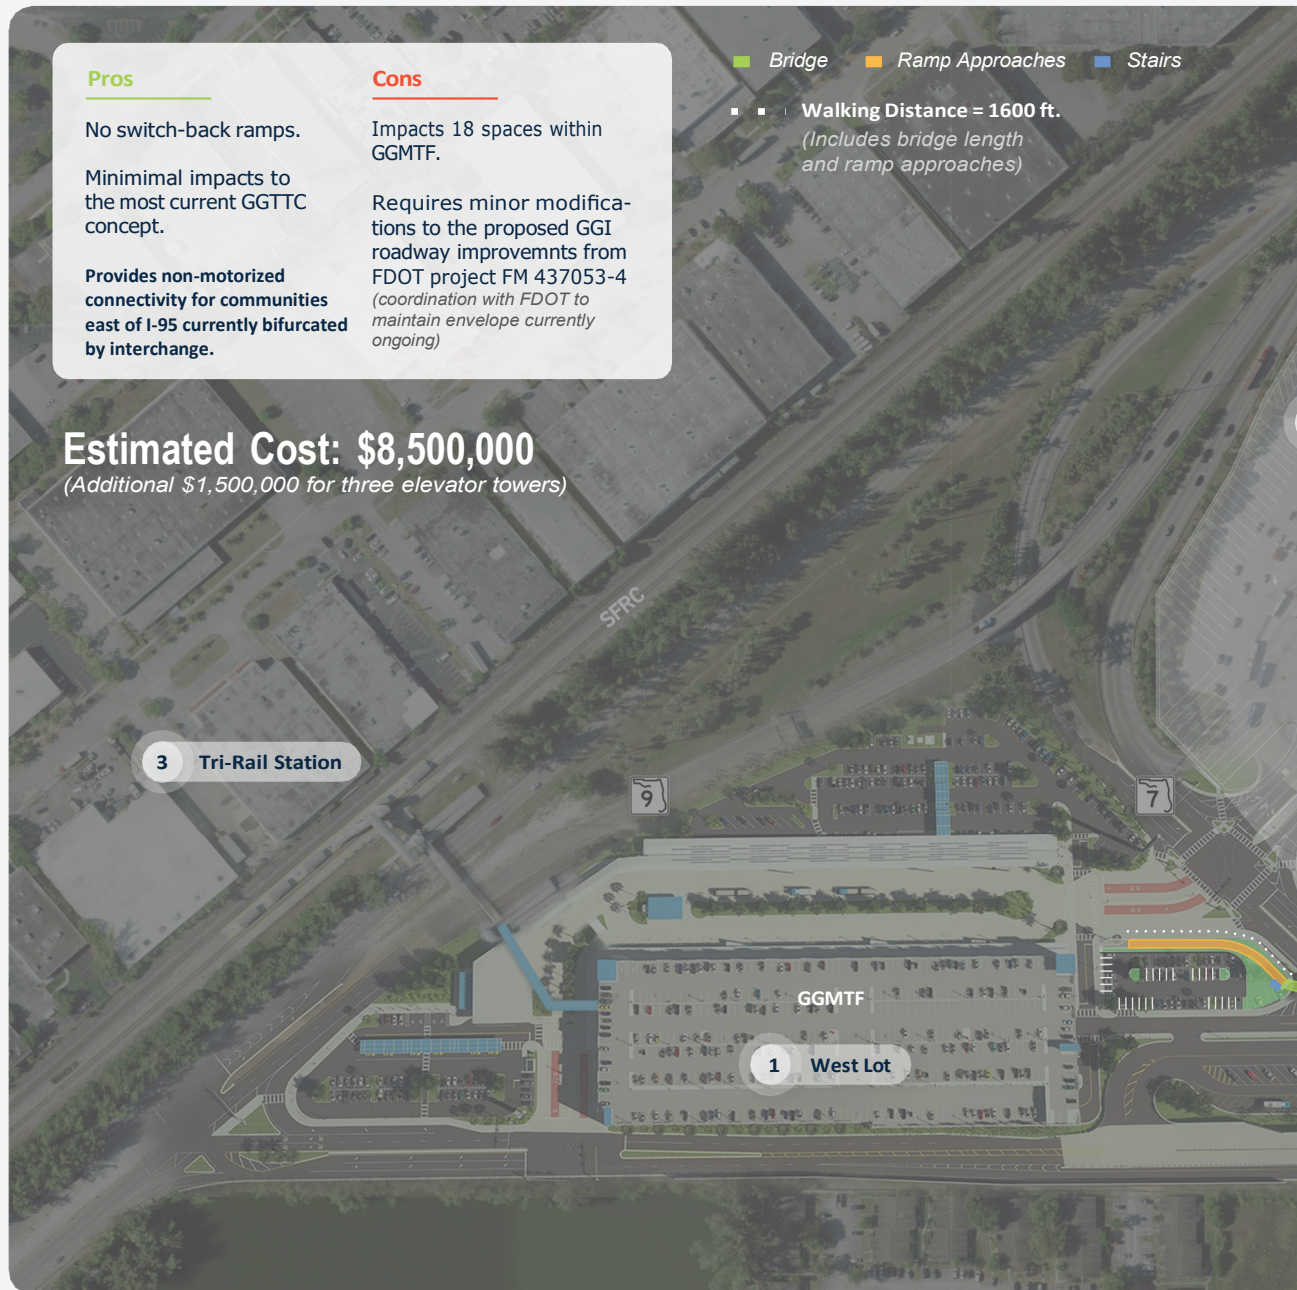 Pros
No switch-back ramps.
Minimimal impacts to
the most current GGTTC
concept.
Provides non-motorized
connectivity for communities
east of I-95 currently bifurcated
by interchange.
Cons
Impacts 18 spaces within
GGMTF.
Requires minor modifica-
tions to the proposed GGI
roadway improvemnts from
FDOT project FM 437053-4
(coordination with FDOT to
maintain envelope currently
ongoing)
Bridge
Ramp Approaches
Stairs
Walking Distance = 1600 ft.
(Includes bridge length
and ramp approaches)
Estimated Cost: $8,500,000
(Additional $1,500,000 for three elevator towers)
SFRC
3 Tri-Rail Station
9
7
GGMTF
1 West Lot